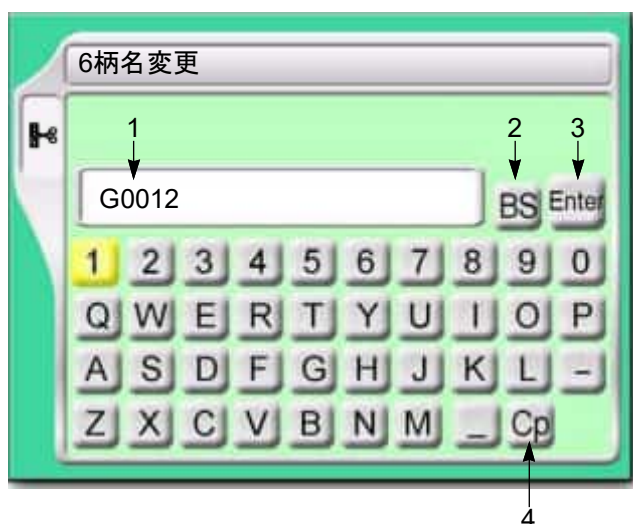 6柄名変更
1 2 3
G0012 BS Enter
1 2 3 4 5 6 7 8 9 0
Q W E R T Y U I O P
A S D F G H J K L -
Z X C V B N M _ Cp
4